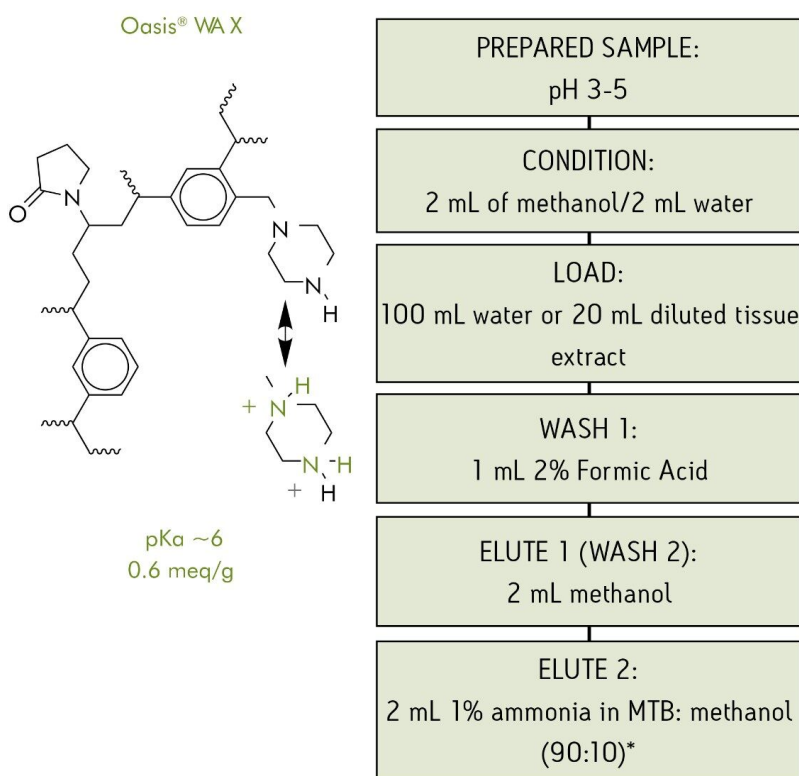 Oasis® WAX
O
N
N
N
H
+
N
H
N
-H
+
H
pKa ~6
0.6 meq/g
PREPARED SAMPLE:
pH 3-5
CONDITION:
2 mL of methanol/2 mL water
LOAD:
100 mL water or 20 mL diluted tissue
extract
WASH 1:
1 mL 2% Formic Acid
ELUTE 1 (WASH 2):
2 mL methanol
ELUTE 2:
2 mL 1% ammonia in MTB: methanol
(90:10)*